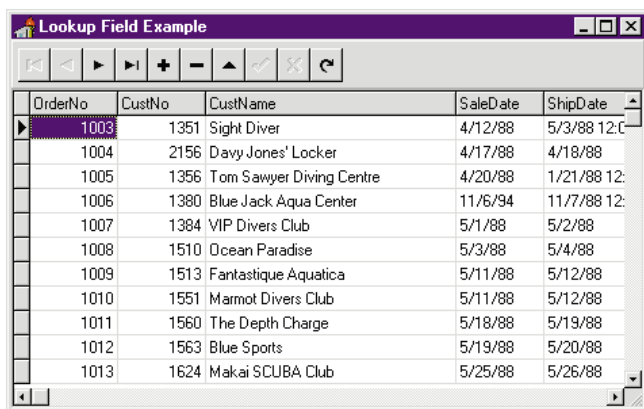 Lookup Field Example
OrderNo CustNo CustName SaleDate ShipDate
1003 1351 Sight Diver 4/12/88 5/3/88 12:0
1004 2156 Davy Jones' Locker 4/17/88 4/18/88
1005 1356 Tom Sawyer Diving Centre 4/20/88 1/21/88 12:
1006 1380 Blue Jack Aqua Center 11/6/94 11/7/88 12:
1007 1384 VIP Divers Club 5/1/88 5/2/88
1008 1510 Ocean Paradise 5/3/88 5/4/88
1009 1513 Fantastique Aquatica 5/11/88 5/12/88
1010 1551 Marmot Divers Club 5/11/88 5/12/88
1011 1560 The Depth Charge 5/18/88 5/19/88
1012 1563 Blue Sports 5/19/88 5/20/88
1013 1624 Makai SCUBA Club 5/25/88 5/26/88